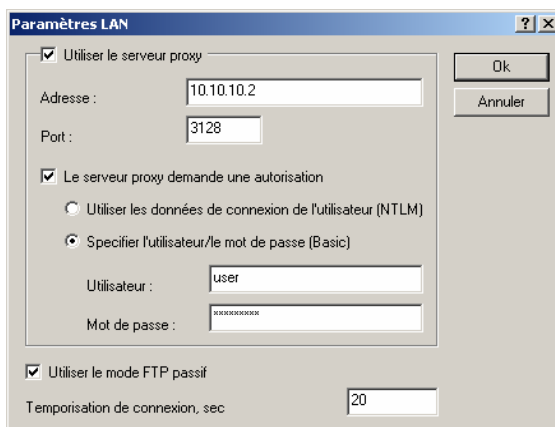 Paramètres LAN
Utiliser le serveur proxy
Ok
Adresse : 10.10.10.2
Annuler
Port : 3128
Le serveur proxy demande une autorisation
Utiliser les données de connexion de l'utilisateur (NTLM)
Specifier l'utilisateur/le mot de passe (Basic)
Utilisateur : user
Mot de passe : *********
Utiliser le mode FTP passif
Temporisation de connexion, sec 20